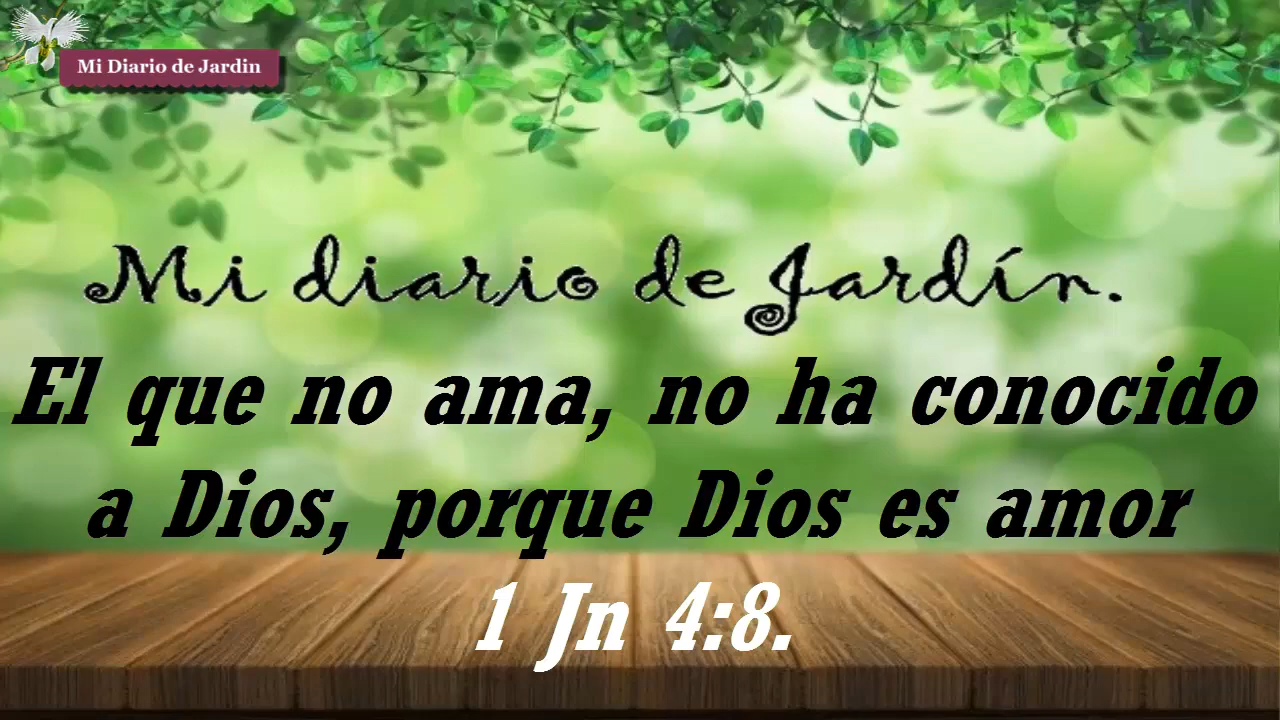 Mi Diario de Jardin
Mi diario de Jardín.
El que no ama, no ha conocido
a Dios, porque Dios es amor
1 Jn 4:8.